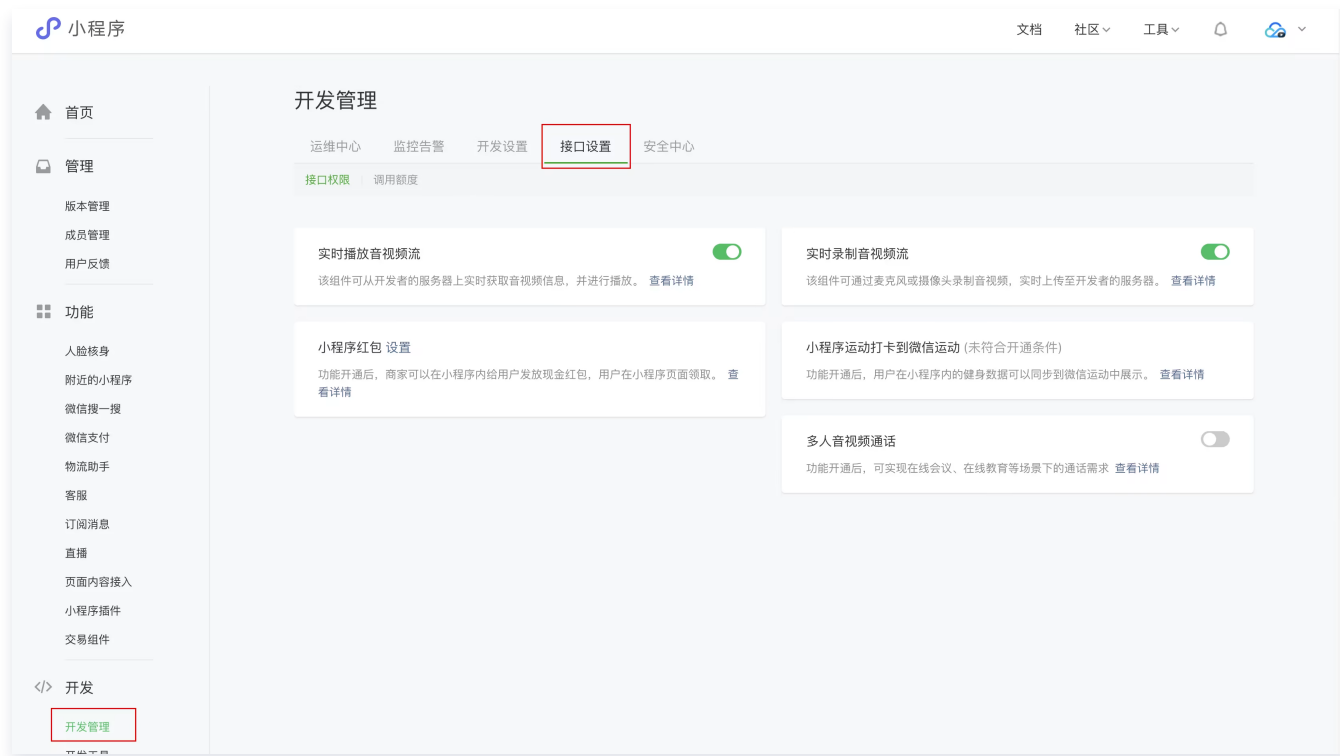 小程序
文档 社区 工具
首页
管理
版本管理
成员管理
用户反馈
功能
人脸核身
附近的小程序
微信搜一搜
微信支付
物流助手
客服
订阅消息
直播
页面内容接入
小程序插件
交易组件
开发
开发管理
开发工具
开发管理
运维中心 监控告警 开发设置 接口设置 安全中心
接口权限 调用额度
实时播放音视频流
该组件可从开发者的服务器上实时获取音视频信息，并进行播放。 查看详情
实时录制音视频流
该组件可通过麦克风或摄像头录制音视频，实时上传至开发者的服务器。 查看详情
小程序红包 设置
功能开通后，商家可以在小程序内给用户发放现金红包，用户在小程序页面领取。 查
看详情
小程序运动打卡到微信运动 (未符合开通条件)
功能开通后，用户在小程序内的健身数据可以同步到微信运动中展示。 查看详情
多人音视频通话
功能开通后，可实现在线会议、在线教育等场景下的通话需求 查看详情